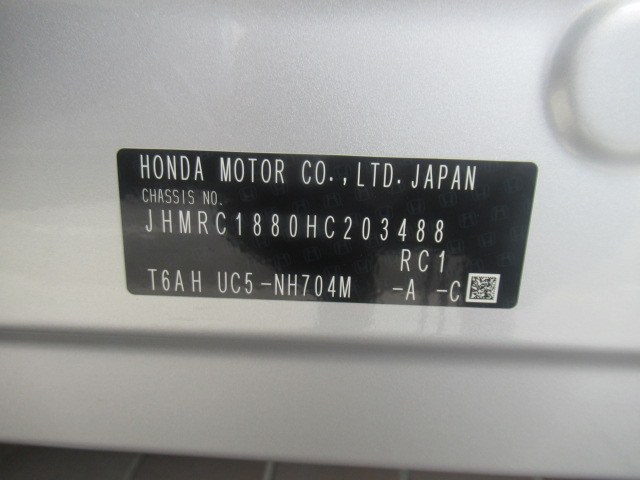 HONDA MOTOR CO.,LTD.JAPAN
CHASSIS NO.
JHMRC1880HC203488
RC1
T6AH UC5-NH704M -A -C